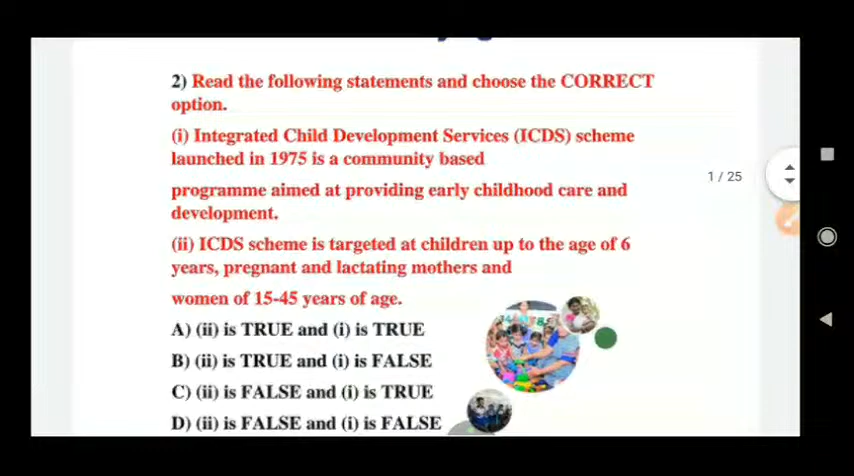 2) Read the following statements and choose the CORRECT
option.
(i) Integrated Child Development Services (ICDS) scheme
launched in 1975 is a community based
programme aimed at providing early childhood care and
development.
(ii) ICDS scheme is targeted at children up to the age of 6
years, pregnant and lactating mothers and
women of 15-45 years of age.
A) (ii) is TRUE and (i) is TRUE
B) (ii) is TRUE and (i) is FALSE
C) (ii) is FALSE and (i) is TRUE
D) (ii) is FALSE and (i) is FALSE
1 / 25